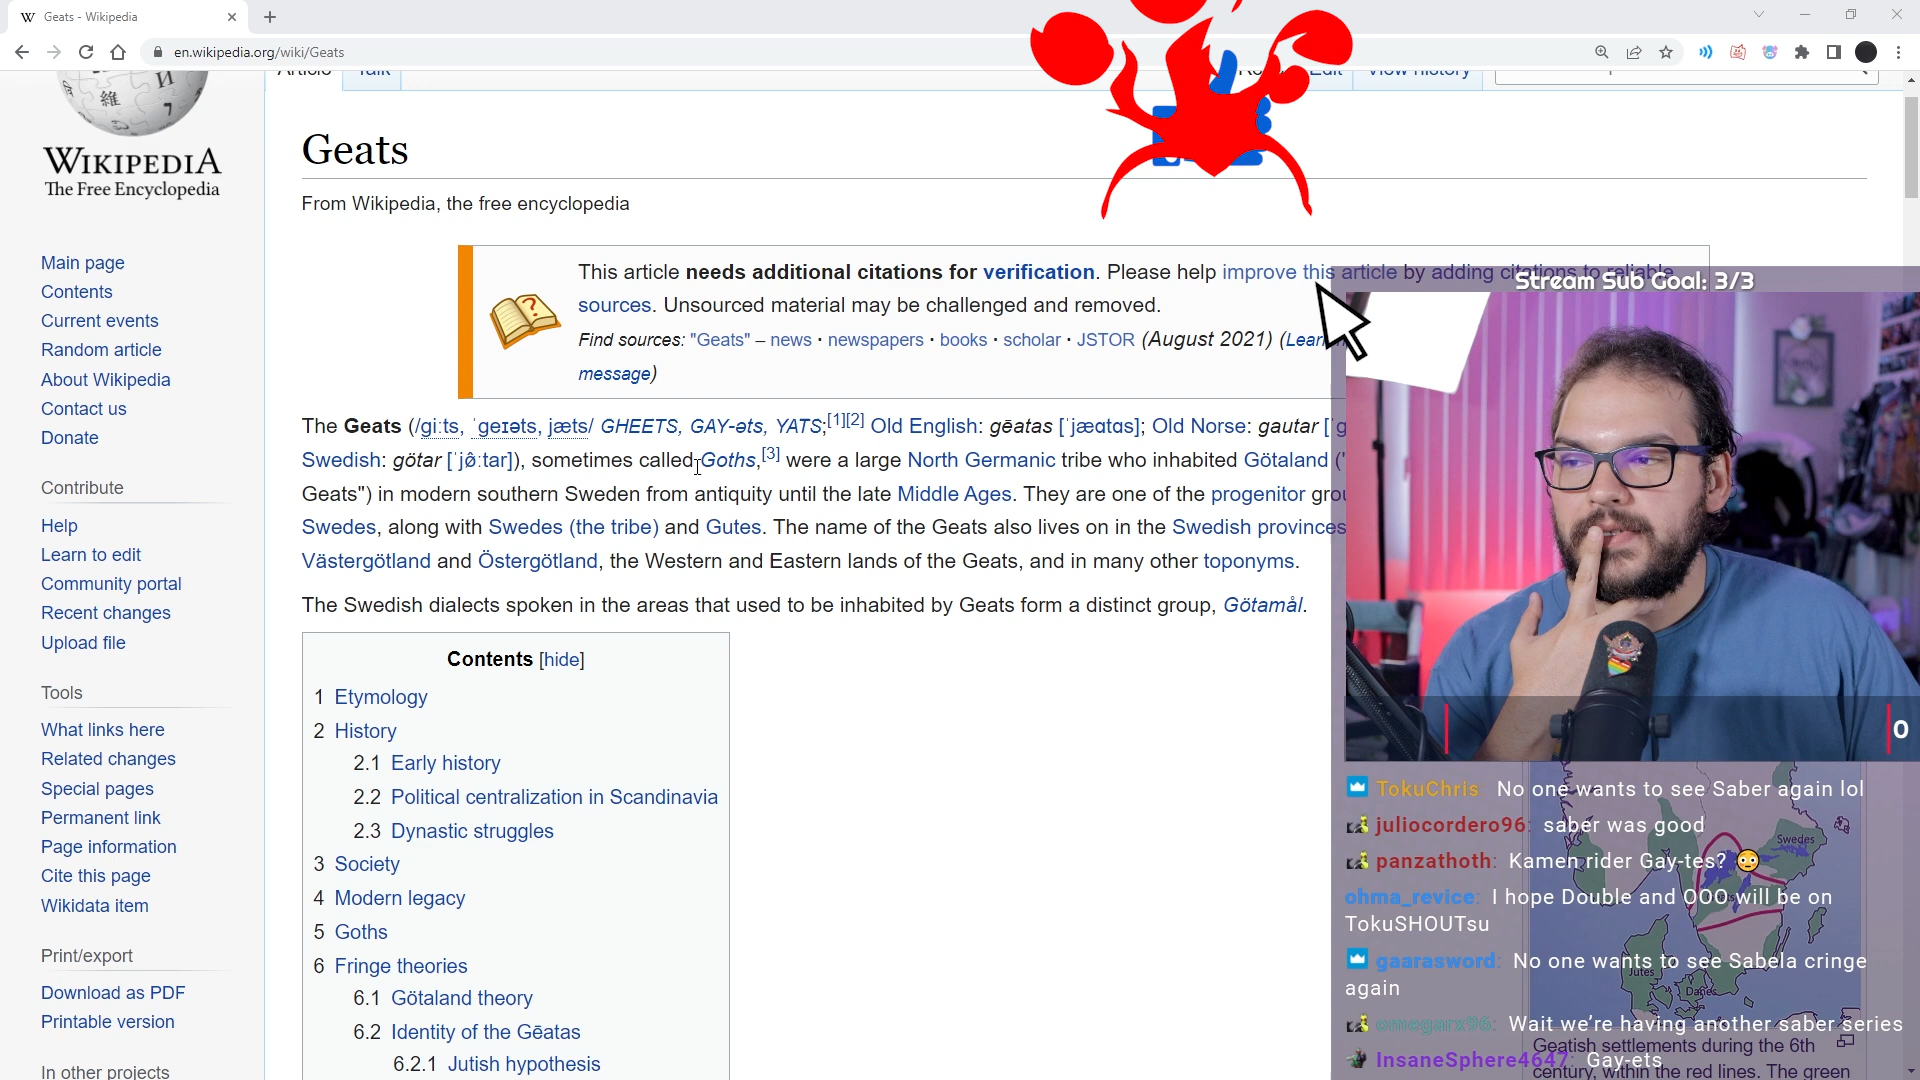 Geats - Wikipedia
en.wikipedia.org/wiki/Geats
Article Talk Edit View history
WIKIPEDIA
The Free Encyclopedia
Main page
Contents
Current events
Random article
About Wikipedia
Contact us
Donate
Contribute
Help
Learn to edit
Community portal
Recent changes
Upload file
Tools
What links here
Related changes
Special pages
Permanent link
Page information
Cite this page
Wikidata item
Print/export
Download as PDF
Printable version
In other projects
Geats
From Wikipedia, the free encyclopedia
This article needs additional citations for verification. Please help improve this article by adding citations to reliable
sources. Unsourced material may be challenged and removed.
Find sources: "Geats" – news · newspapers · books · scholar · JSTOR (August 2021)
message)
The Geats (/ɡiːts, ˈɡeɪəts, jæts/ GHEETS, GAY-əts, YATS;[1][2] Old English: gēatas [ˈjæɑtɑs]; Old Norse: gautar
Swedish: götar [ˈjø̂ːtar]), sometimes called Goths,[3] were a large North Germanic tribe who inhabited Götaland ("
Geats") in modern southern Sweden from antiquity until the late Middle Ages. They are one of the progenitor
Swedes, along with Swedes (the tribe) and Gutes. The name of the Geats also lives on in the Swedish provinces
Västergötland and Östergötland, the Western and Eastern lands of the Geats, and in many other toponyms.
The Swedish dialects spoken in the areas that used to be inhabited by Geats form a distinct group, Götamål.
Contents [hide]
1 Etymology
2 History
2.1 Early history
2.2 Political centralization in Scandinavia
2.3 Dynastic struggles
3 Society
4 Modern legacy
5 Goths
6 Fringe theories
6.1 Götaland theory
6.2 Identity of the Gēatas
6.2.1 Jutish hypothesis
Stream Sub Goal: 3/3
0
TokuChris: No one wants to see Saber again lol
juliocordero96: saber was good
panzathoth: Kamen rider Gay-tes? 😳
ohma_revice: I hope Double and OOO will be on
TokuSHOUTsu
gaarasword: No one wants to see Sabela cringe
again
omegarx96: Wait we're having another saber series
InsaneSphere4647: Gay-ets
Swedes
Jutes
Danes
Geatish settlements during the 6th
century, within the red lines. The green